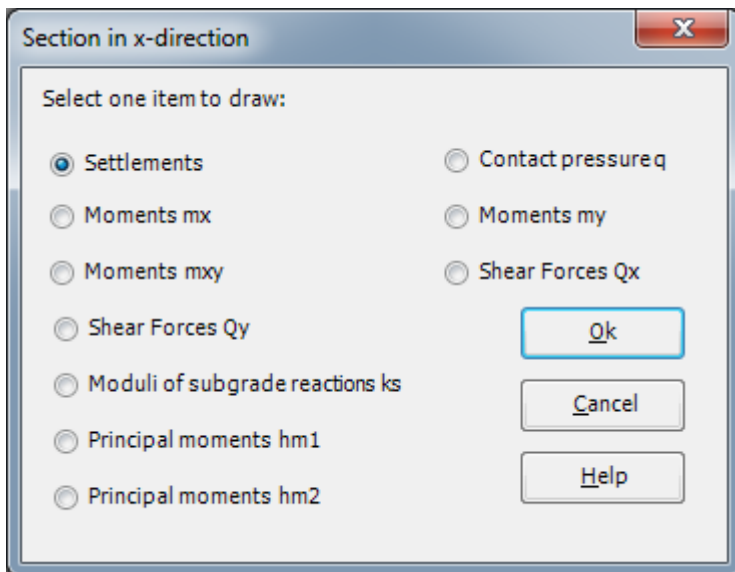 Section in x-direction
Select one item to draw:
Settlements
Contact pressure q
Moments mx
Moments my
Moments mxy
Shear Forces Qx
Shear Forces Qy
Ok
Moduli of subgrade reactions ks
Cancel
Principal moments hm1
Help
Principal moments hm2